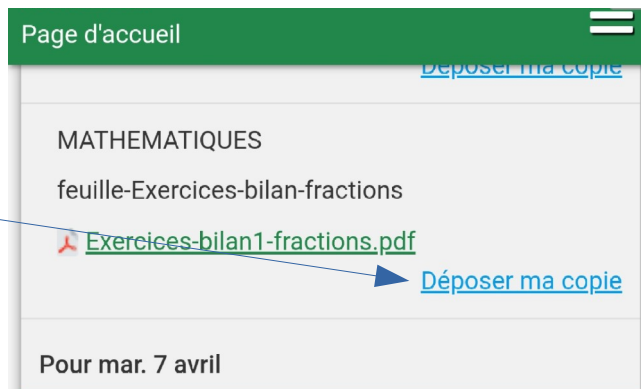 Page d'accueil
Déposer ma copie
MATHEMATIQUES
feuille-Exercices-bilan-fractions
Exercices-bilan1-fractions.pdf
Déposer ma copie
Pour mar. 7 avril